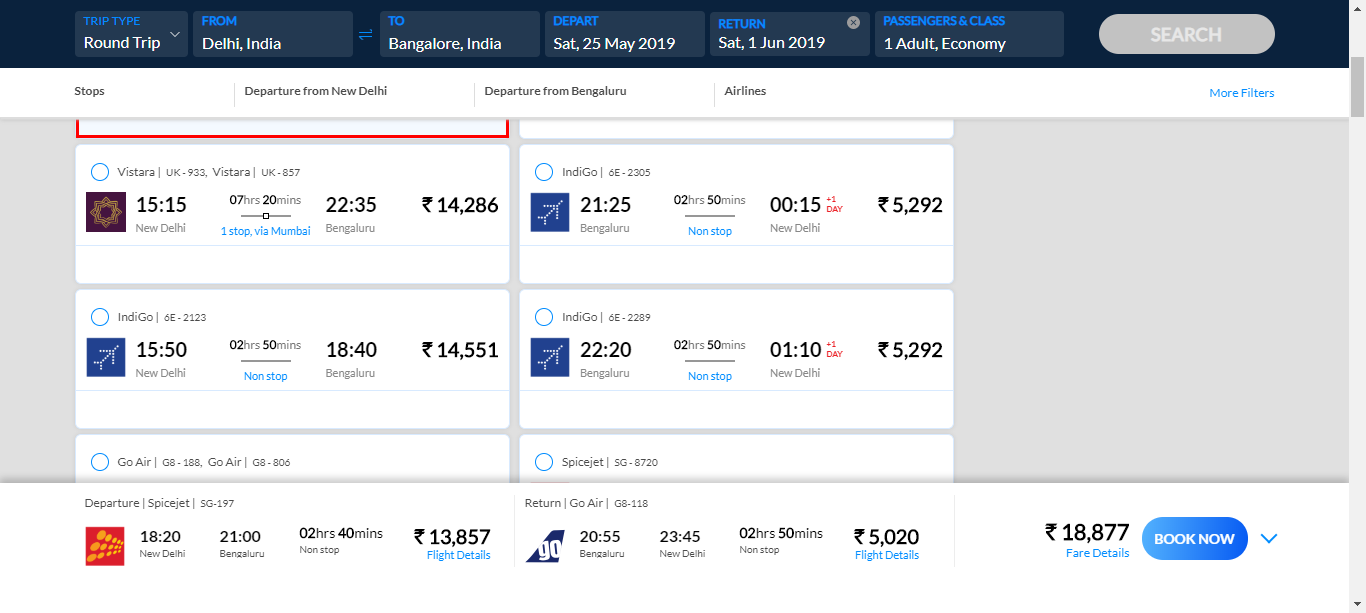 TRIP TYPE FROM TO DEPART RETURN PASSENGERS & CLASS
Round Trip Delhi, India Bangalore, India Sat, 25 May 2019 Sat, 1 Jun 2019 1 Adult, Economy SEARCH
Stops Departure from New Delhi Departure from Bengaluru Airlines More Filters
Vistara | UK - 933, Vistara | UK - 857
15:15 07hrs 20mins 22:35 ₹ 14,286
New Delhi 1 stop, via Mumbai Bengaluru
IndiGo | 6E - 2305
21:25 02hrs 50mins 00:15 +1 DAY ₹ 5,292
Bengaluru Non stop New Delhi
IndiGo | 6E - 2123
15:50 02hrs 50mins 18:40 ₹ 14,551
New Delhi Non stop Bengaluru
IndiGo | 6E - 2289
22:20 02hrs 50mins 01:10 +1 DAY ₹ 5,292
Bengaluru Non stop New Delhi
Go Air | G8 - 188, Go Air | G8 - 806
Spicejet | SG - 8720
Departure | Spicejet | SG-197
18:20 21:00 02hrs 40mins ₹ 13,857
New Delhi Bengaluru Non stop Flight Details
Return | Go Air | G8-118
go 20:55 23:45 02hrs 50mins ₹ 5,020
Bengaluru New Delhi Non stop Flight Details
₹ 18,877 BOOK NOW
Fare Details